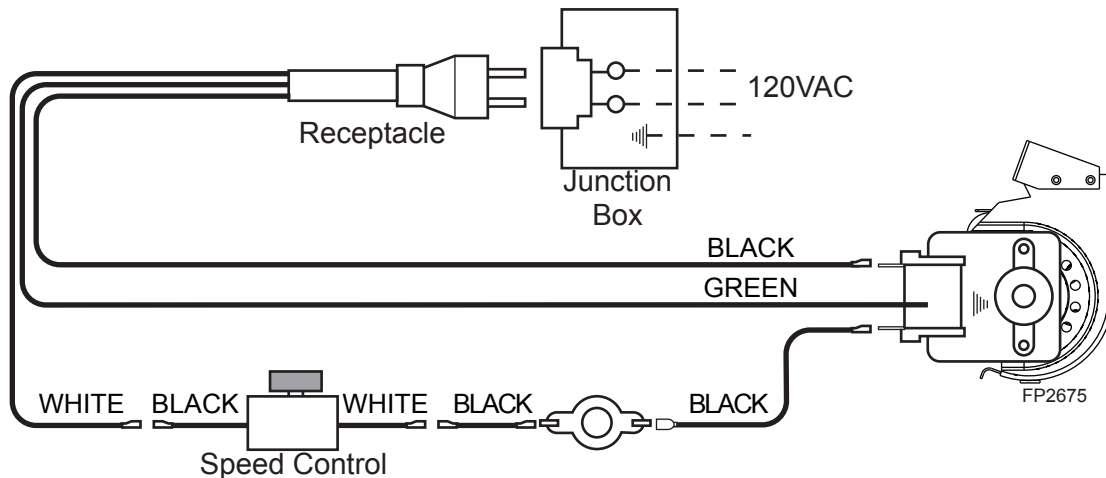 120VAC
Receptacle
Junction
Box
BLACK
GREEN
FP2675
WHITE BLACK WHITE BLACK BLACK
Speed Control